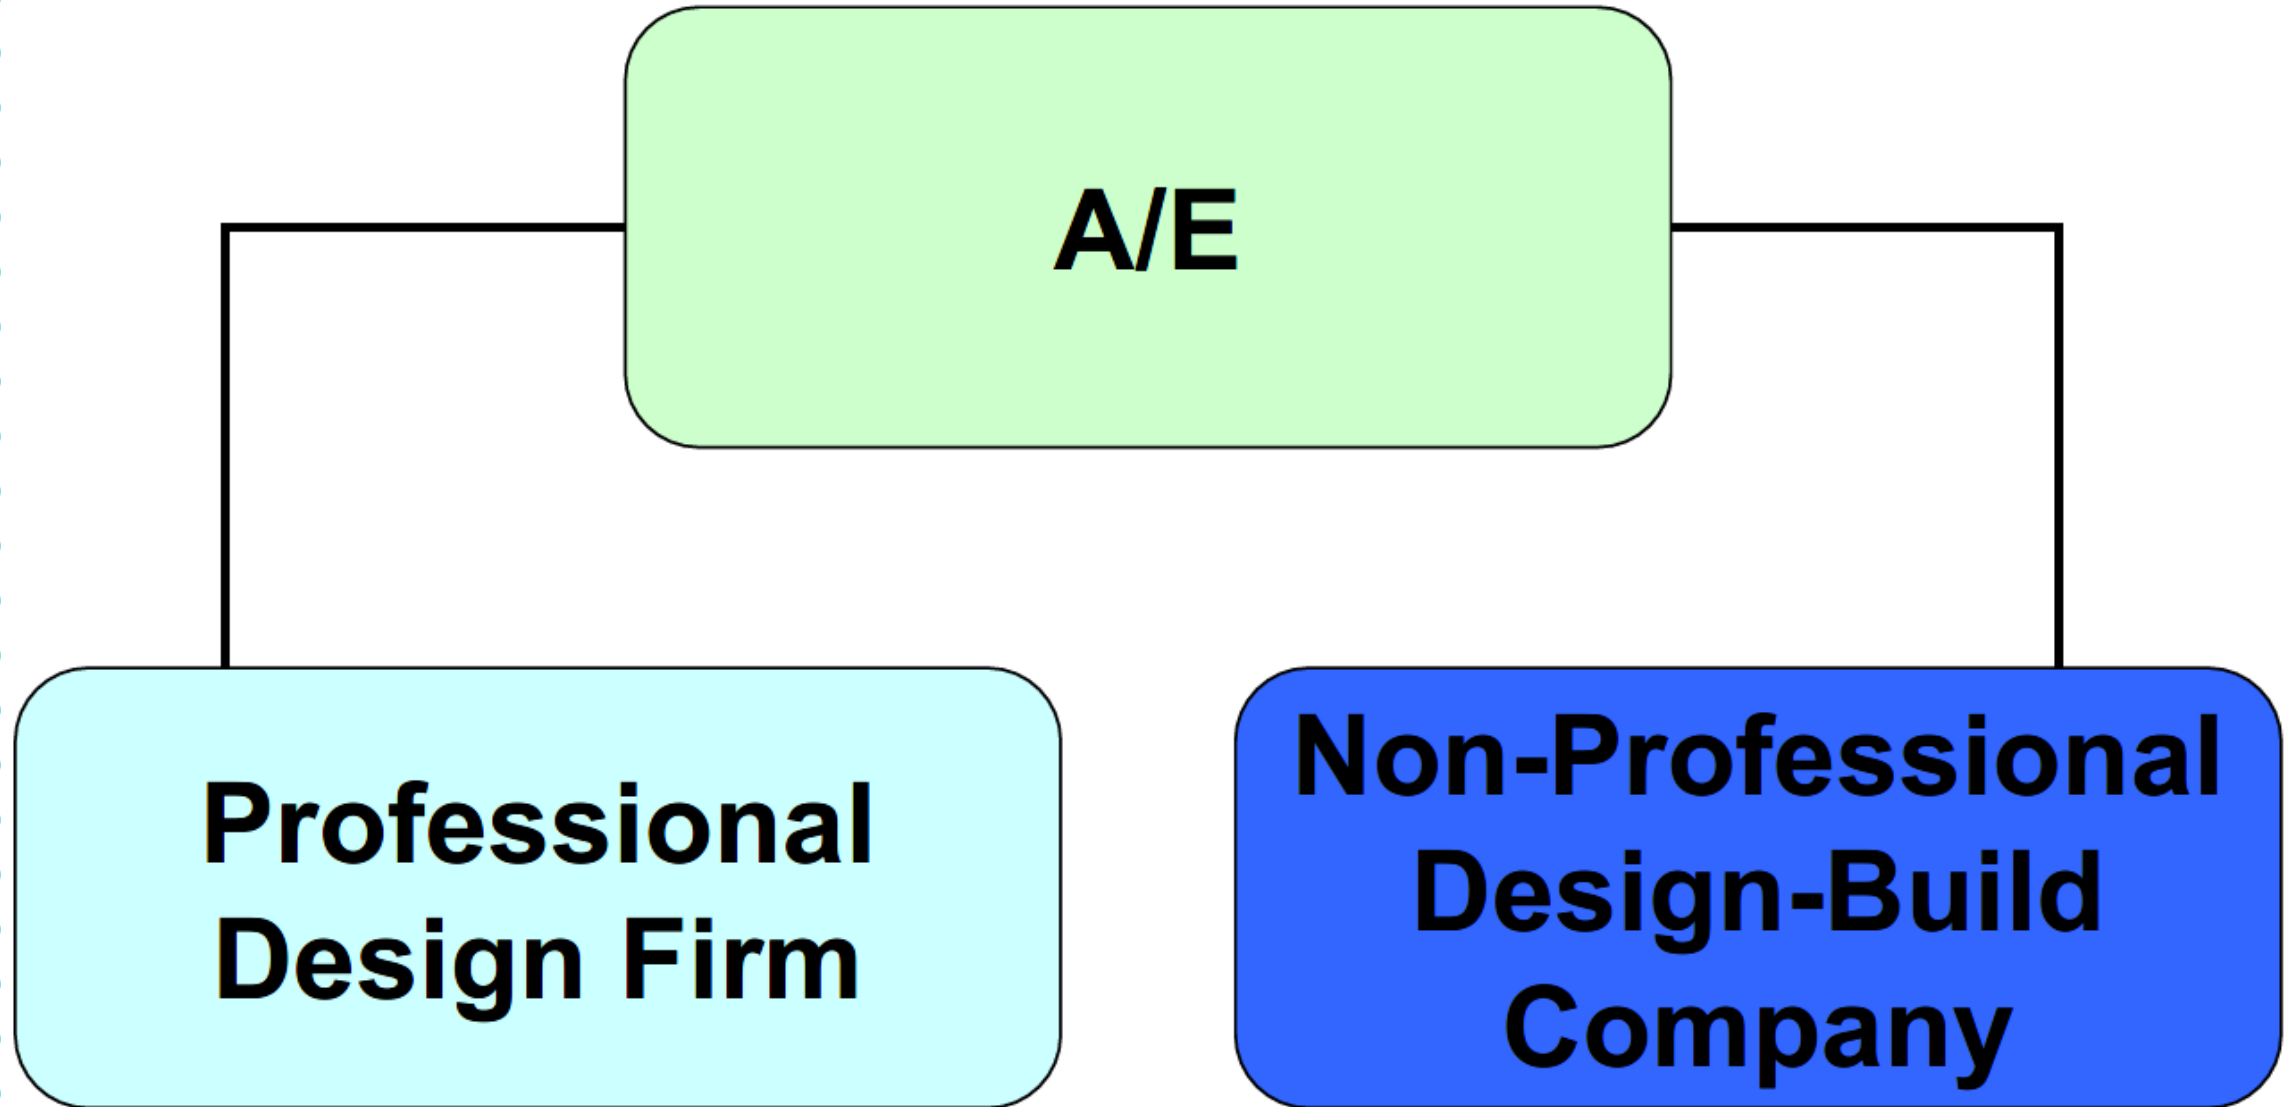 A/E
Professional
Design Firm
Non-Professional
Design-Build
Company